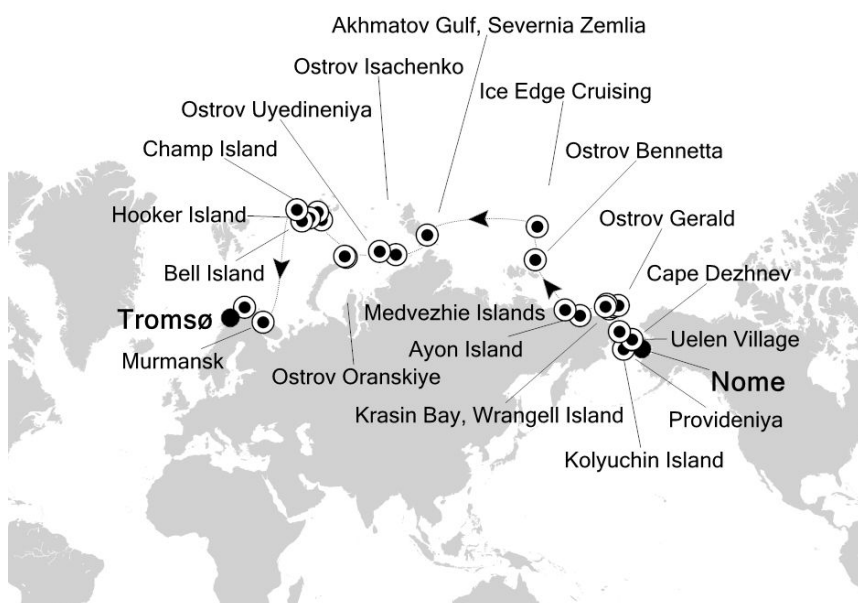 Akhmatov Gulf, Severnia Zemlia
Ostrov Isachenko
Ice Edge Cruising
Ostrov Uyedineniya
Champ Island
Ostrov Bennetta
Hooker Island
Ostrov Gerald
Bell Island
Cape Dezhnev
Tromsø
Medvezhie Islands
Uelen Village
Murmansk
Ayon Island
Ostrov Oranskiye
Nome
Krasin Bay, Wrangell Island
Provideniya
Kolyuchin Island